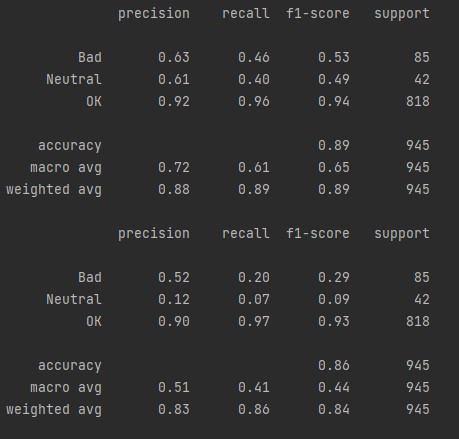 precision recall f1-score support
Bad 0.63 0.46 0.53 85
Neutral 0.61 0.40 0.49 42
OK 0.92 0.96 0.94 818
accuracy 0.89 945
macro avg 0.72 0.61 0.65 945
weighted avg 0.88 0.89 0.89 945
precision recall f1-score support
Bad 0.52 0.20 0.29 85
Neutral 0.12 0.07 0.09 42
OK 0.90 0.97 0.93 818
accuracy 0.86 945
macro avg 0.51 0.41 0.44 945
weighted avg 0.83 0.86 0.84 945